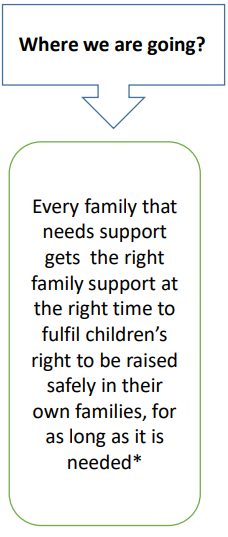 Where we are going?
Every family that
needs support
gets  the right
family support at
the right time to
fulfil children’s
right to be raised
safely in their
own families, for
as long as it is
needed*